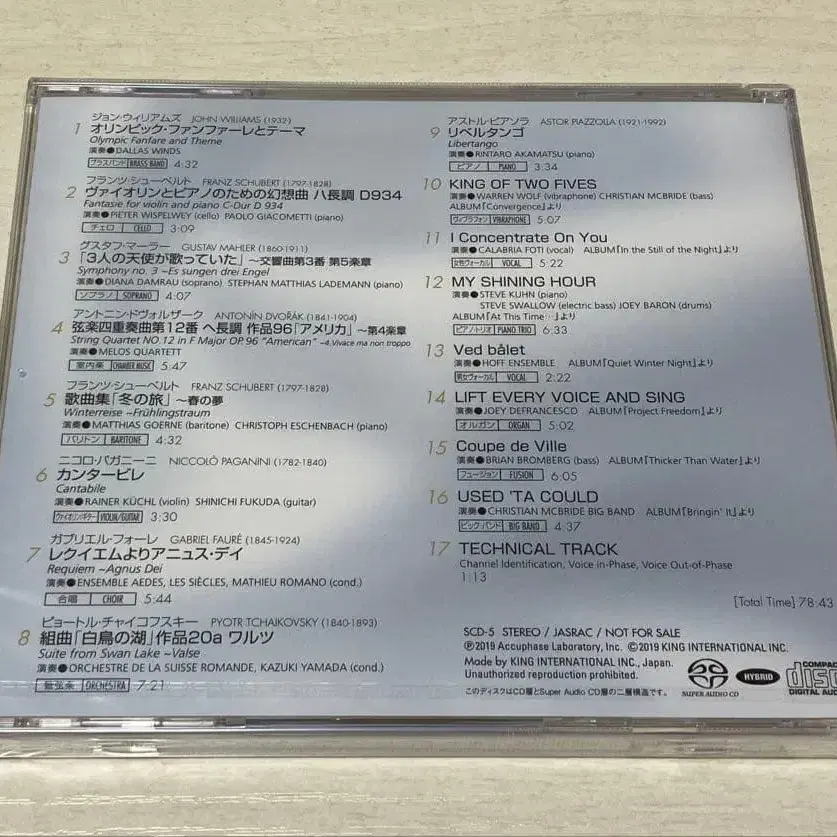 ジョン・ウィリアムズ JOHN WILLIAMS (1932)
1 オリンピック・ファンファーレとテーマ
Olympic Fanfare and Theme
演奏●DALLAS WINDS
ブラスバンド BRASS BAND 4:32
フランツ・シューベルト FRANZ SCHUBERT (1797-1828)
2 ヴァイオリンとピアノのための幻想曲 ハ長調 D934
Fantasie for violin and piano C-Dur D 934
演奏●PIETER WISPELWEY (cello) PAOLO GIACOMETTI (piano)
チェロ CELLO 3:09
グスタフ・マーラー GUSTAV MAHLER (1860-1911)
3 「3人の天使が歌っていた」~交響曲第3番 第5楽章
Symphony no. 3 ~Es sungen drei Engel
演奏●DIANA DAMRAU (soprano) STEPHAN MATTHIAS LADEMANN (piano)
ソプラノ SOPRANO 4:07
アントニン・ドヴォルザーク ANTONÍN DVOŘÁK (1841-1904)
4 弦楽四重奏曲第12番 ヘ長調 作品96「アメリカ」~第4楽章
String Quartet NO.12 in F Major OP.96 "American" ~4.Vivace ma non troppo
演奏●MELOS QUARTETT
室内楽 CHAMBER MUSIC 5:47
フランツ・シューベルト FRANZ SCHUBERT (1797-1828)
5 歌曲集「冬の旅」~春の夢
Winterreise ~Frühlingstraum
演奏●MATTHIAS GOERNE (baritone) CHRISTOPH ESCHENBACH (piano)
バリトン BARITONE 4:32
ニコロ・パガニーニ NICCOLÒ PAGANINI (1782-1840)
6 カンタービレ
Cantabile
演奏●RAINER KÜCHL (violin) SHINICHI FUKUDA (guitar)
ヴァイオリン/ギター VIOLIN/GUITAR 3:30
ガブリエル・フォーレ GABRIEL FAURÉ (1845-1924)
7 レクイエムよりアニュス・デイ
Requiem ~Agnus Dei
演奏●ENSEMBLE AEDES, LES SIÈCLES, MATHIEU ROMANO (cond.)
合唱 CHOIR 5:44
ピョートル・チャイコフスキー PYOTR TCHAIKOVSKY (1840-1893)
8 組曲「白鳥の湖」作品20a ワルツ
Suite from Swan Lake ~Valse
演奏●ORCHESTRE DE LA SUISSE ROMANDE, KAZUKI YAMADA (cond.)
管弦楽 ORCHESTRA 7:21
アストル・ピアソラ ASTOR PIAZZOLLA (1921-1992)
9 リベルタンゴ
Libertango
演奏●RINTARO AKAMATSU (piano)
ピアノ PIANO 3:34
10 KING OF TWO FIVES
演奏●WARREN WOLF (vibraphone) CHRISTIAN McBRIDE (bass)
ALBUM「Convergence」より
ヴィブラフォン VIBRAPHONE 5:07
11 I Concentrate On You
演奏●CALABRIA FOTI (vocal) ALBUM「In the Still of the Night」より
女性ヴォーカル VOCAL 5:22
12 MY SHINING HOUR
演奏●STEVE KUHN (piano)
STEVE SWALLOW (electric bass) JOEY BARON (drums)
ALBUM「At This Time…」より
ピアノ・トリオ PIANO TRIO 6:33
13 Ved bålet
演奏●HOFF ENSEMBLE ALBUM「Quiet Winter Night」より
男女ヴォーカル VOCAL 2:22
14 LIFT EVERY VOICE AND SING
演奏●JOEY DEFRANCESCO ALBUM「Project Freedom」より
オルガン ORGAN 5:02
15 Coupe de Ville
演奏●BRIAN BROMBERG (bass) ALBUM「Thicker Than Water」より
フュージョン FUSION 6:05
16 USED 'TA COULD
演奏●CHRISTIAN McBRIDE BIG BAND ALBUM「Bringin' It」より
ビッグ・バンド BIG BAND 4:37
17 TECHNICAL TRACK
Channel Identification, Voice in-Phase, Voice Out-of-Phase
1:13
[Total Time] 78:43
SCD-5 STEREO / JASRAC / NOT FOR SALE
℗2019 Accuphase Laboratory, Inc. ©2019 KING INTERNATIONAL INC.
Made by KING INTERNATIONAL INC., Japan.
Unauthorized reproduction prohibited.
このディスクはCD層とSuper Audio CD層の二層構造です。
SUPER AUDIO CD
HYBRID
COMPACT
disc
DIGITAL AUDIO